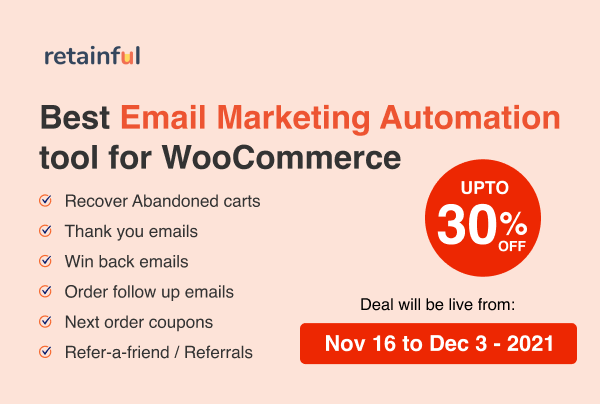 retainful
Best Email Marketing Automation
tool for WooCommerce
Recover Abandoned carts
Thank you emails
Win back emails
Order follow up emails
Next order coupons
Refer-a-friend / Referrals
UPTO
30%
OFF
Deal will be live from:
Nov 16 to Dec 3 - 2021